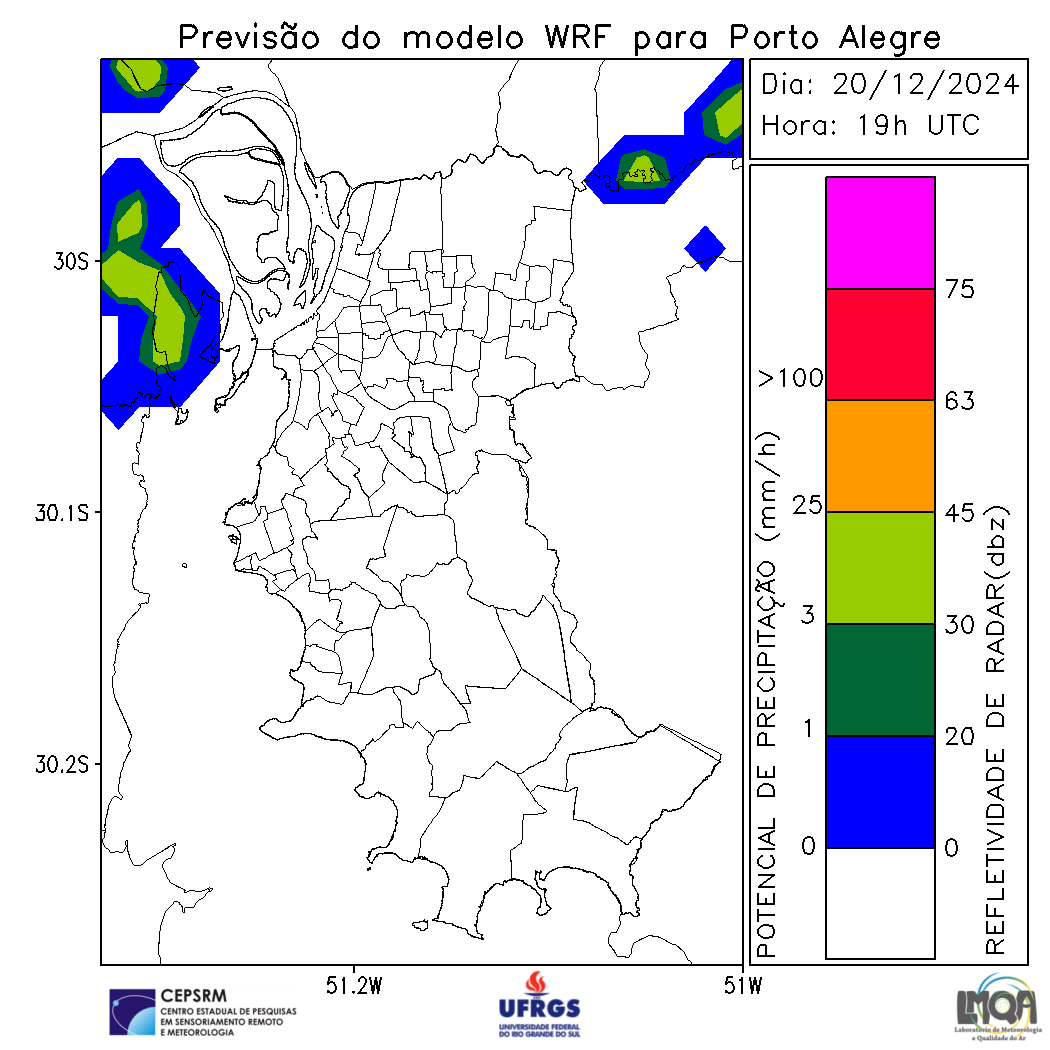 Previsão do modelo WRF para Porto Alegre
Dia: 20/12/2024
Hora: 19h UTC
30S
30.1S
30.2S
51.2W
51W
POTENCIAL DE PRECIPITAÇÃO (mm/h)
>100
25
3
1
0
75
63
45
30
20
0
REFLETIVIDADE DE RADAR(dbz)
CEPSRM
CENTRO ESTADUAL DE PESQUISAS
EM SENSORIAMENTO REMOTO
E METEOROLOGIA
UFRGS
UNIVERSIDADE FEDERAL
DO RIO GRANDE DO SUL
LMQA
Laboratório de Meteorologia
e Qualidade do Ar